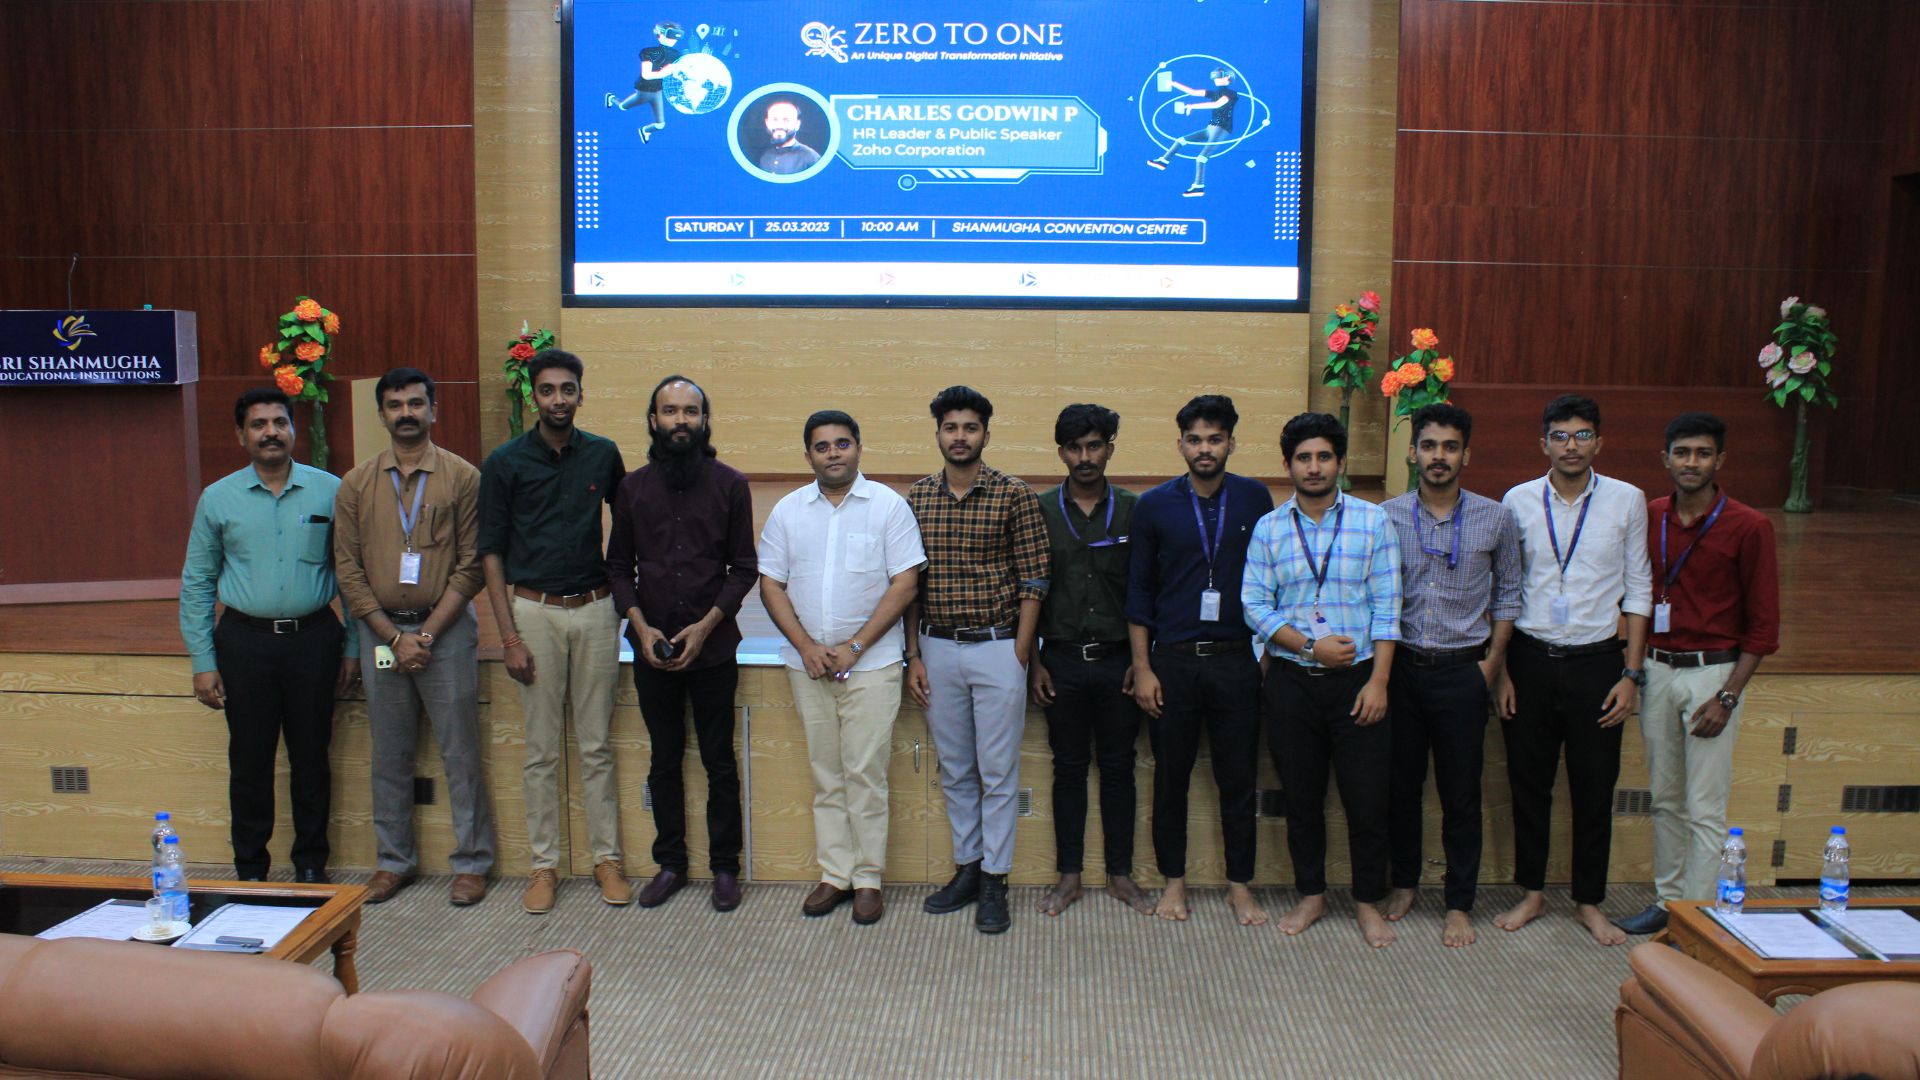 ZERO TO ONE
An Unique Digital Transformation Initiative
CHARLES GODWIN P
HR Leader & Public Speaker
Zoho Corporation
SATURDAY | 25.03.2023 | 10:00 AM | SHANMUGHA CONVENTION CENTRE
SRI SHANMUGHA
EDUCATIONAL INSTITUTIONS